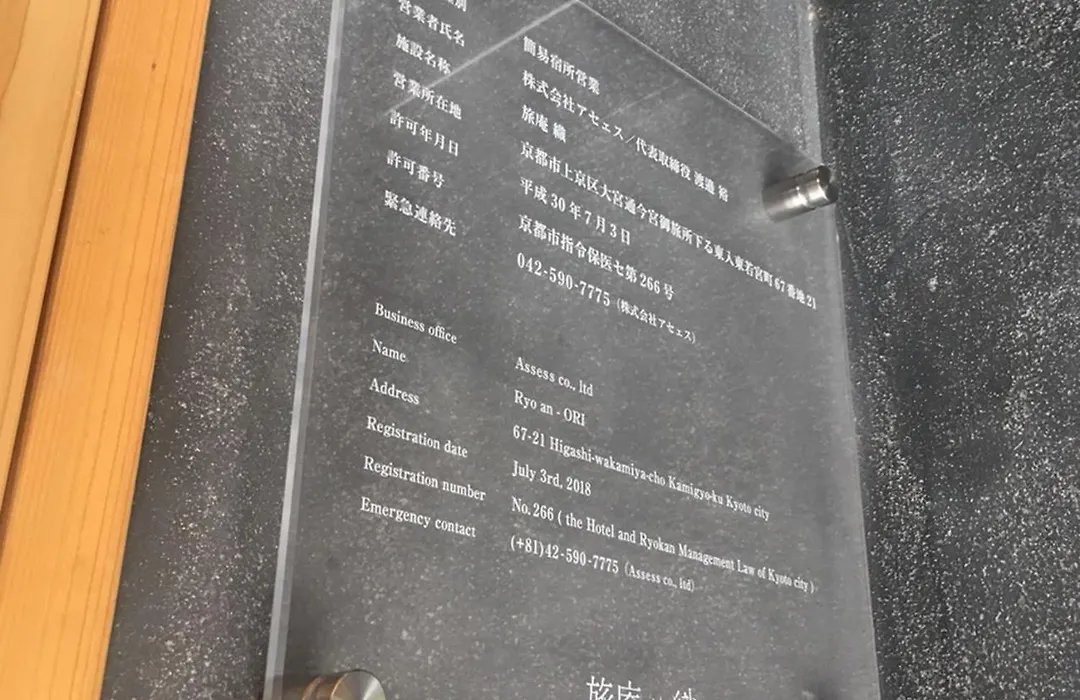 別
営業者氏名 簡易宿所営業
施設名称 株式会社アセェス／代表取締役 渡邉 裕
営業所在地 旅庵 織
許可年月日 京都市上京区大宮通今宮御旅所下る東入東若宮町67番地21
許可番号 平成30年7月3日
緊急連絡先 京都市指令保医セ第266号
042-590-7775（株式会社アセェス）
Business office Assess co., ltd
Name Ryo an - ORI
Address 67-21 Higashi-wakamiya-cho Kamigyo-ku Kyoto city
Registration date July 3rd, 2018
Registration number No. 266 ( the Hotel and Ryokan Management Law of Kyoto city )
Emergency contact (+81)42-590-7775 (Assess co., ltd)
旅庵 織